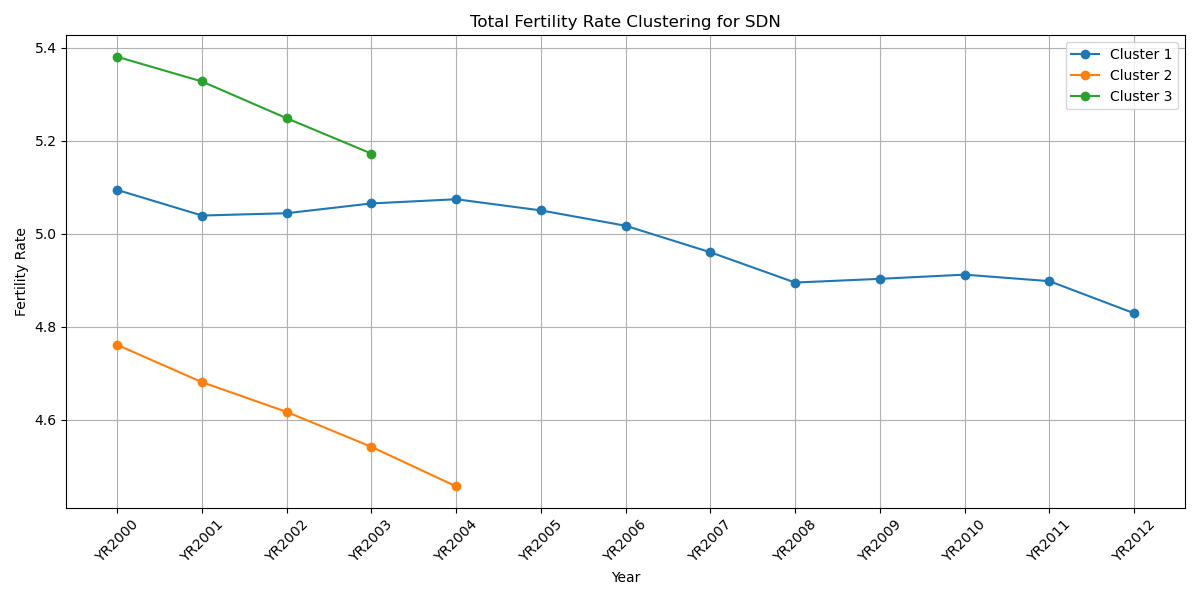 Total Fertility Rate Clustering for SDN
Cluster 1
Cluster 2
Cluster 3
Fertility Rate
5.4
5.2
5.0
4.8
4.6
YR2000
YR2001
YR2002
YR2003
YR2004
YR2005
YR2006
YR2007
YR2008
YR2009
YR2010
YR2011
YR2012
Year